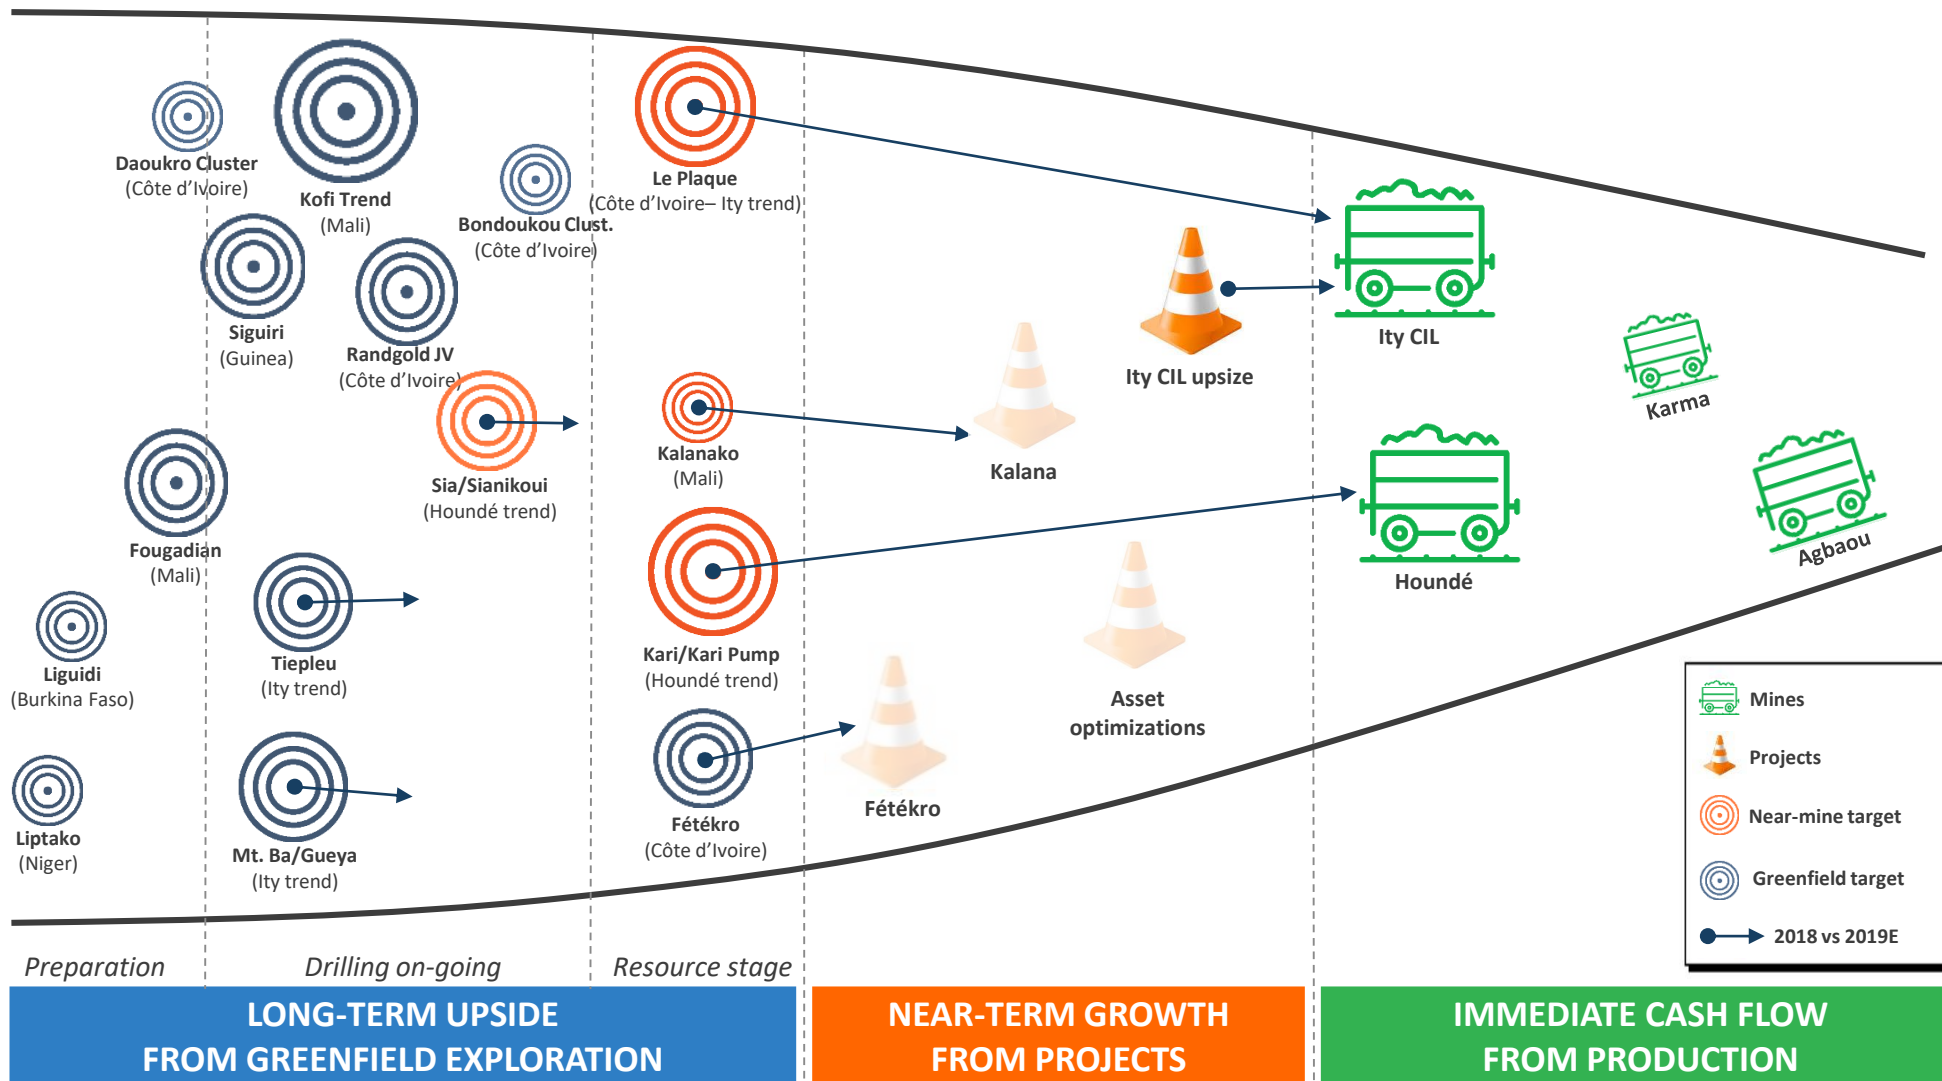 Daoukro Cluster
(Côte d'Ivoire)
Kofi Trend
(Mali)
Bondoukou Clust.
(Côte d'Ivoire)
Le Plaque
(Côte d'Ivoire– Ity trend)
Siguiri
(Guinea)
Randgold JV
(Côte d'Ivoire)
Ity CIL upsize
Ity CIL
Karma
Sia/Sianikoui
(Houndé trend)
Kalanako
(Mali)
Kalana
Houndé
Agbaou
Fougadian
(Mali)
Liguidi
(Burkina Faso)
Tiepleu
(Ity trend)
Kari/Kari Pump
(Houndé trend)
Asset
optimizations
Liptako
(Niger)
Mt. Ba/Gueya
(Ity trend)
Fétékro
(Côte d'Ivoire)
Fétékro
Mines
Projects
Near-mine target
Greenfield target
2018 vs 2019E
Preparation
Drilling on-going
Resource stage
LONG-TERM UPSIDE
FROM GREENFIELD EXPLORATION
NEAR-TERM GROWTH
FROM PROJECTS
IMMEDIATE CASH FLOW
FROM PRODUCTION